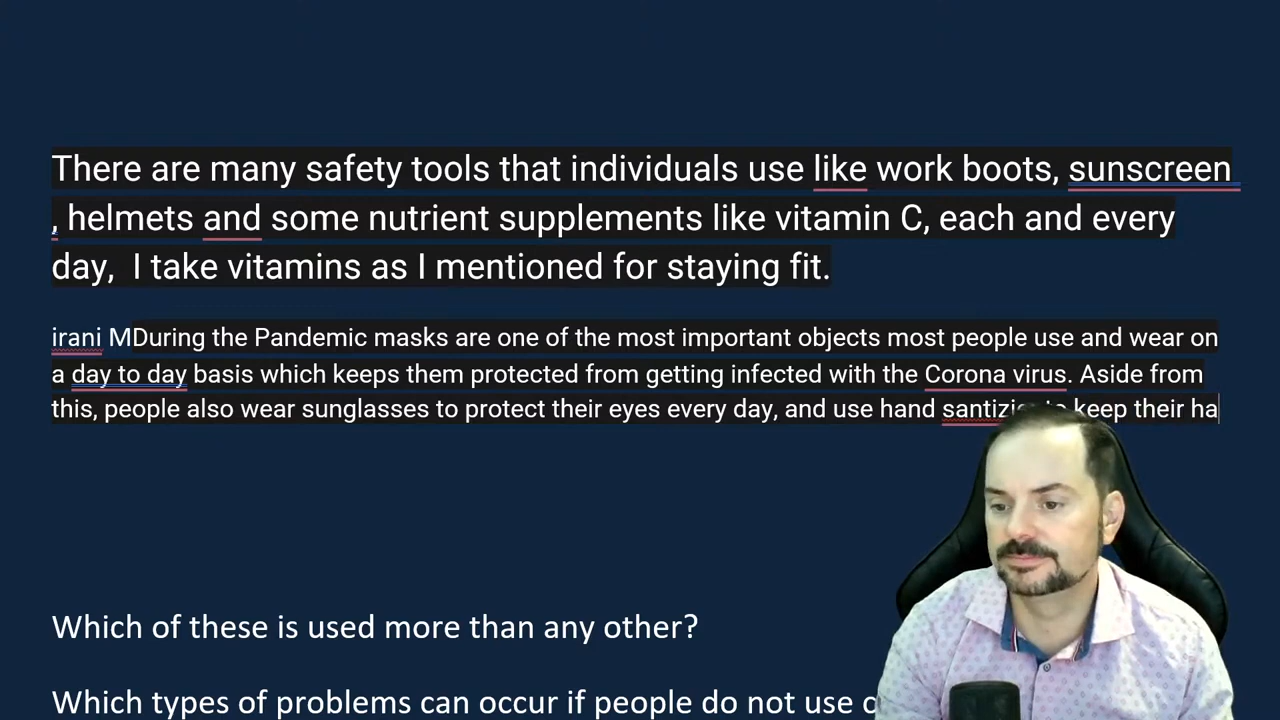 There are many safety tools that individuals use like work boots, sunscreen
, helmets and some nutrient supplements like vitamin C, each and every
day,  I take vitamins as I mentioned for staying fit.
irani MDuring the Pandemic masks are one of the most important objects most people use and wear on
a day to day basis which keeps them protected from getting infected with the Corona virus. Aside from
this, people also wear sunglasses to protect their eyes every day, and use hand keep their ha
Which of these is used more than any other?
Which types of problems can occur if people do not use